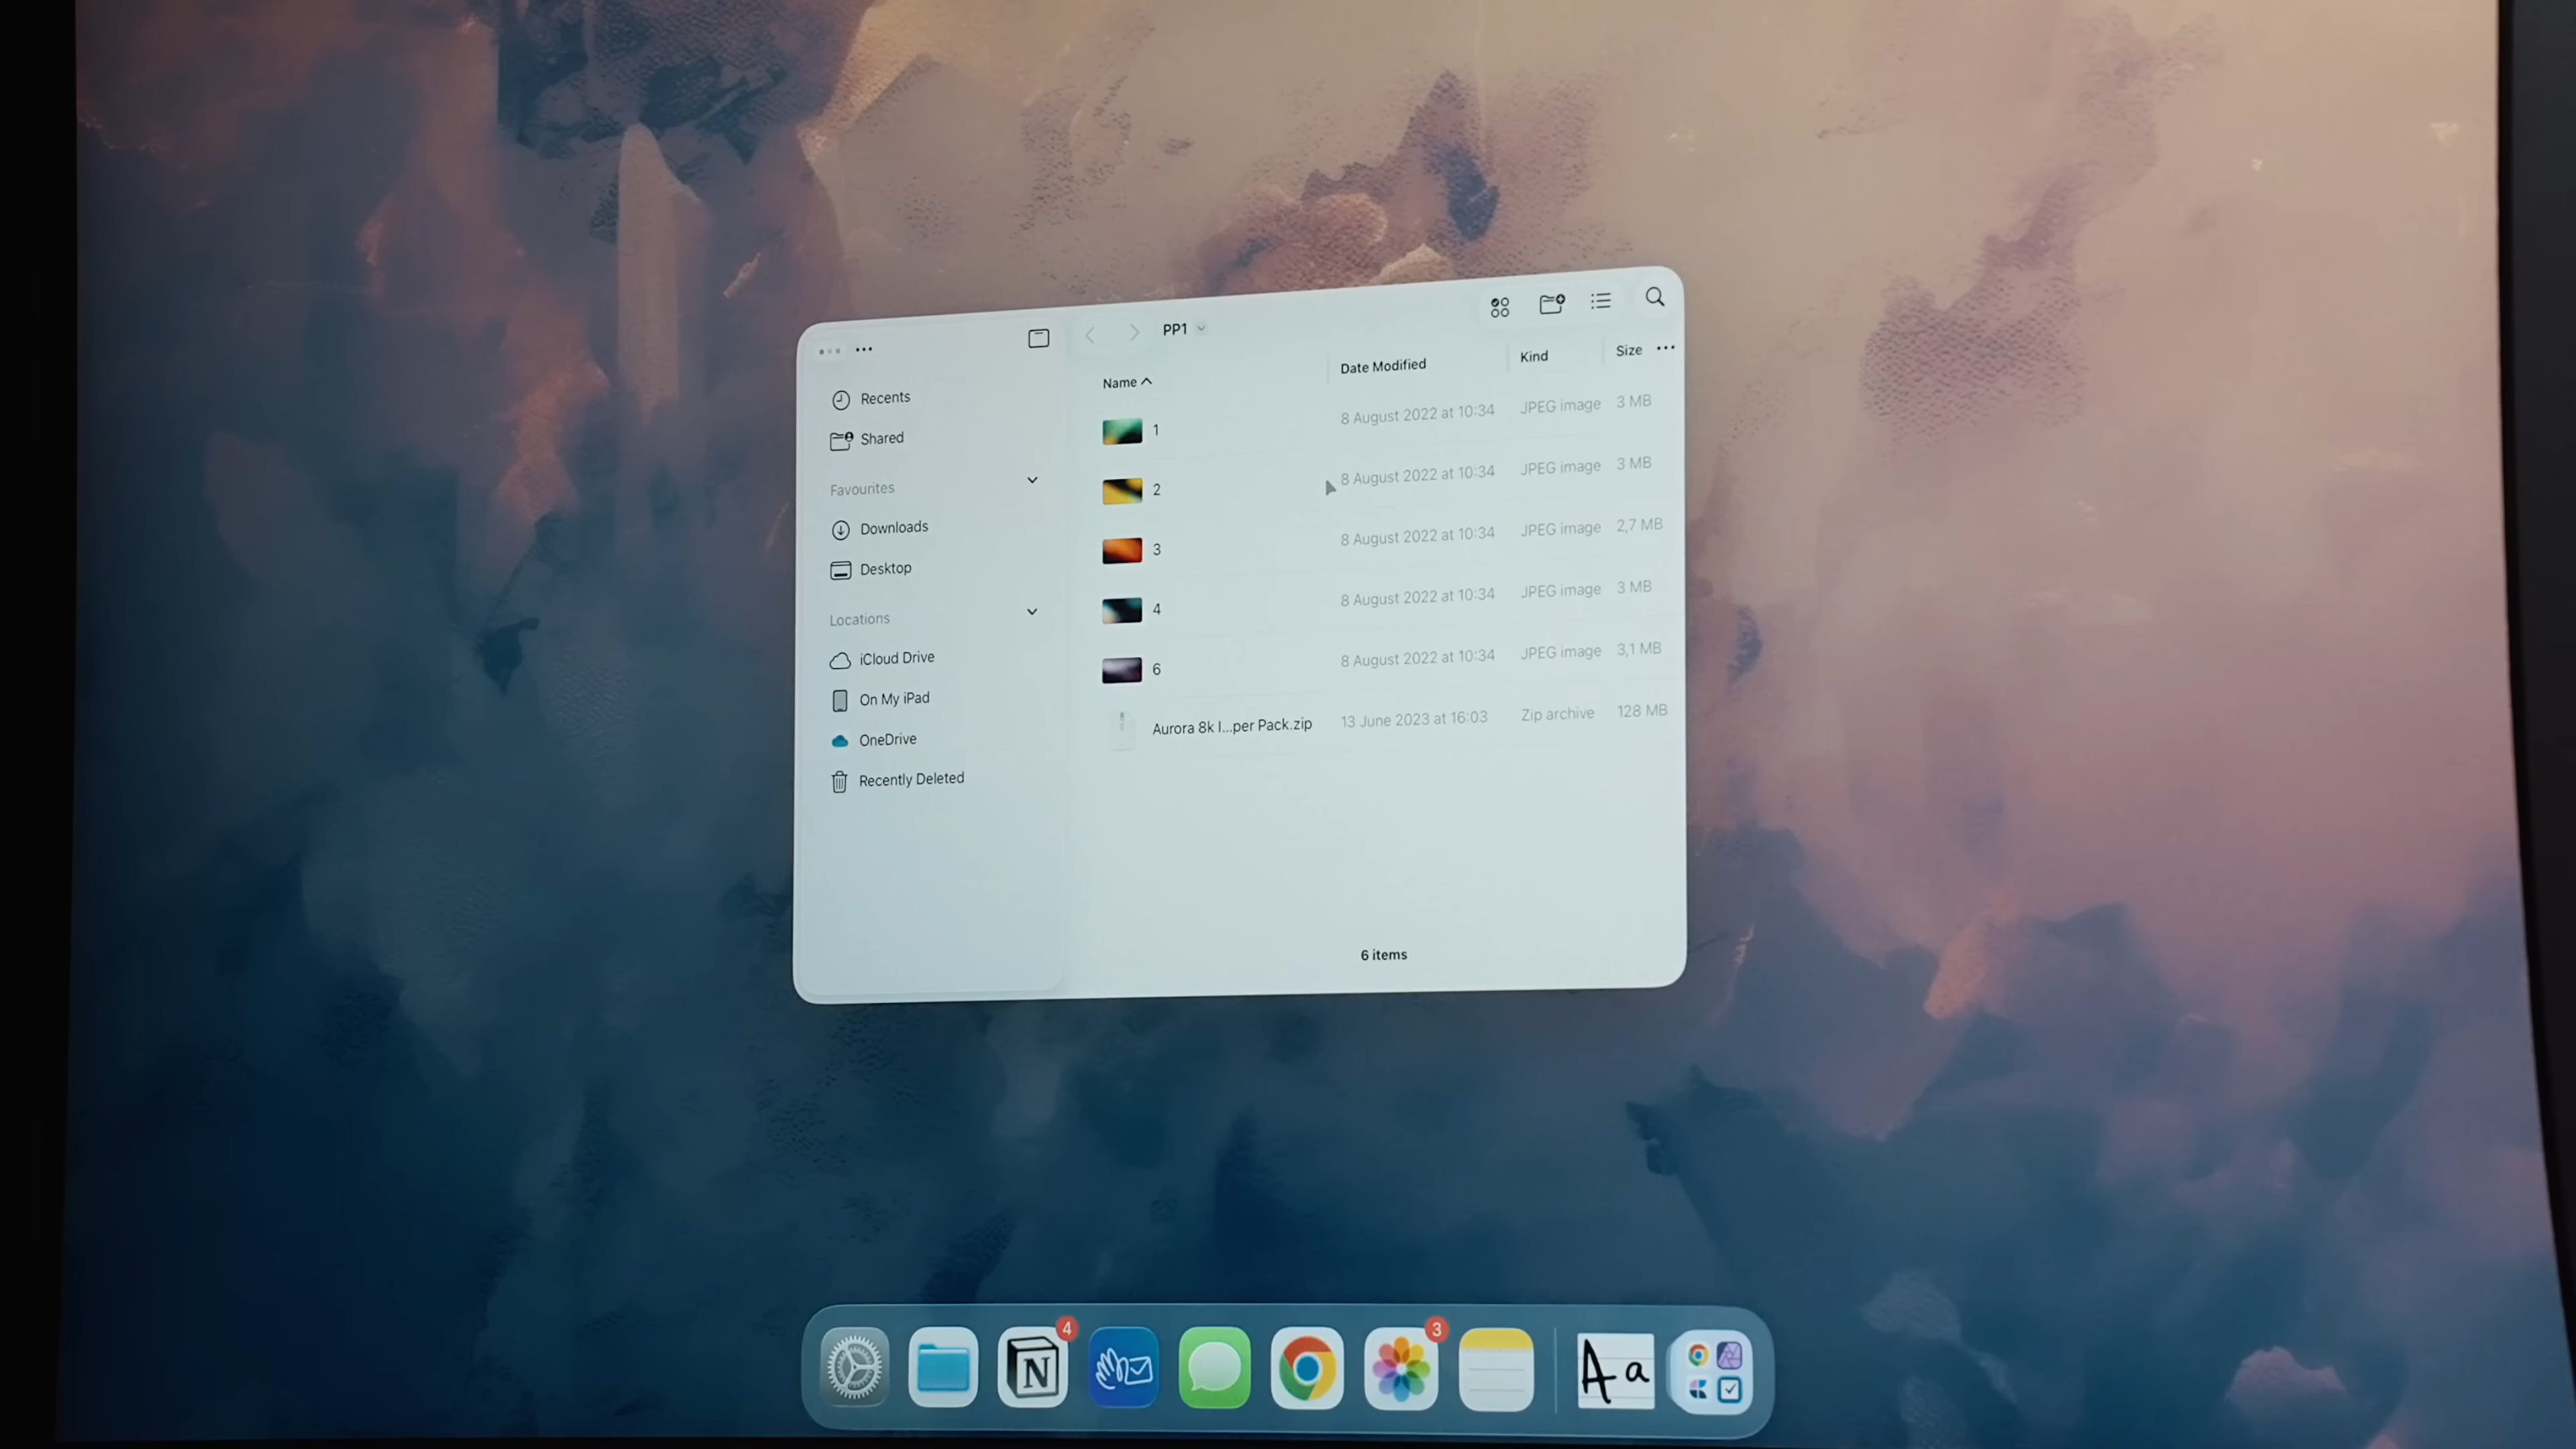 PP1
Name
Date Modified
Kind
Size
Recents
Shared
Favourites
Downloads
Desktop
Locations
iCloud Drive
On My iPad
OneDrive
Recently Deleted
1 8 August 2022 at 10:34 JPEG image 3 MB
2 8 August 2022 at 10:34 JPEG image 3 MB
3 8 August 2022 at 10:34 JPEG image 2,7 MB
4 8 August 2022 at 10:34 JPEG image 3 MB
6 8 August 2022 at 10:34 JPEG image 3,1 MB
Aurora 8k I...per Pack.zip 13 June 2023 at 16:03 Zip archive 128 MB
6 items
4
3
N
Aa